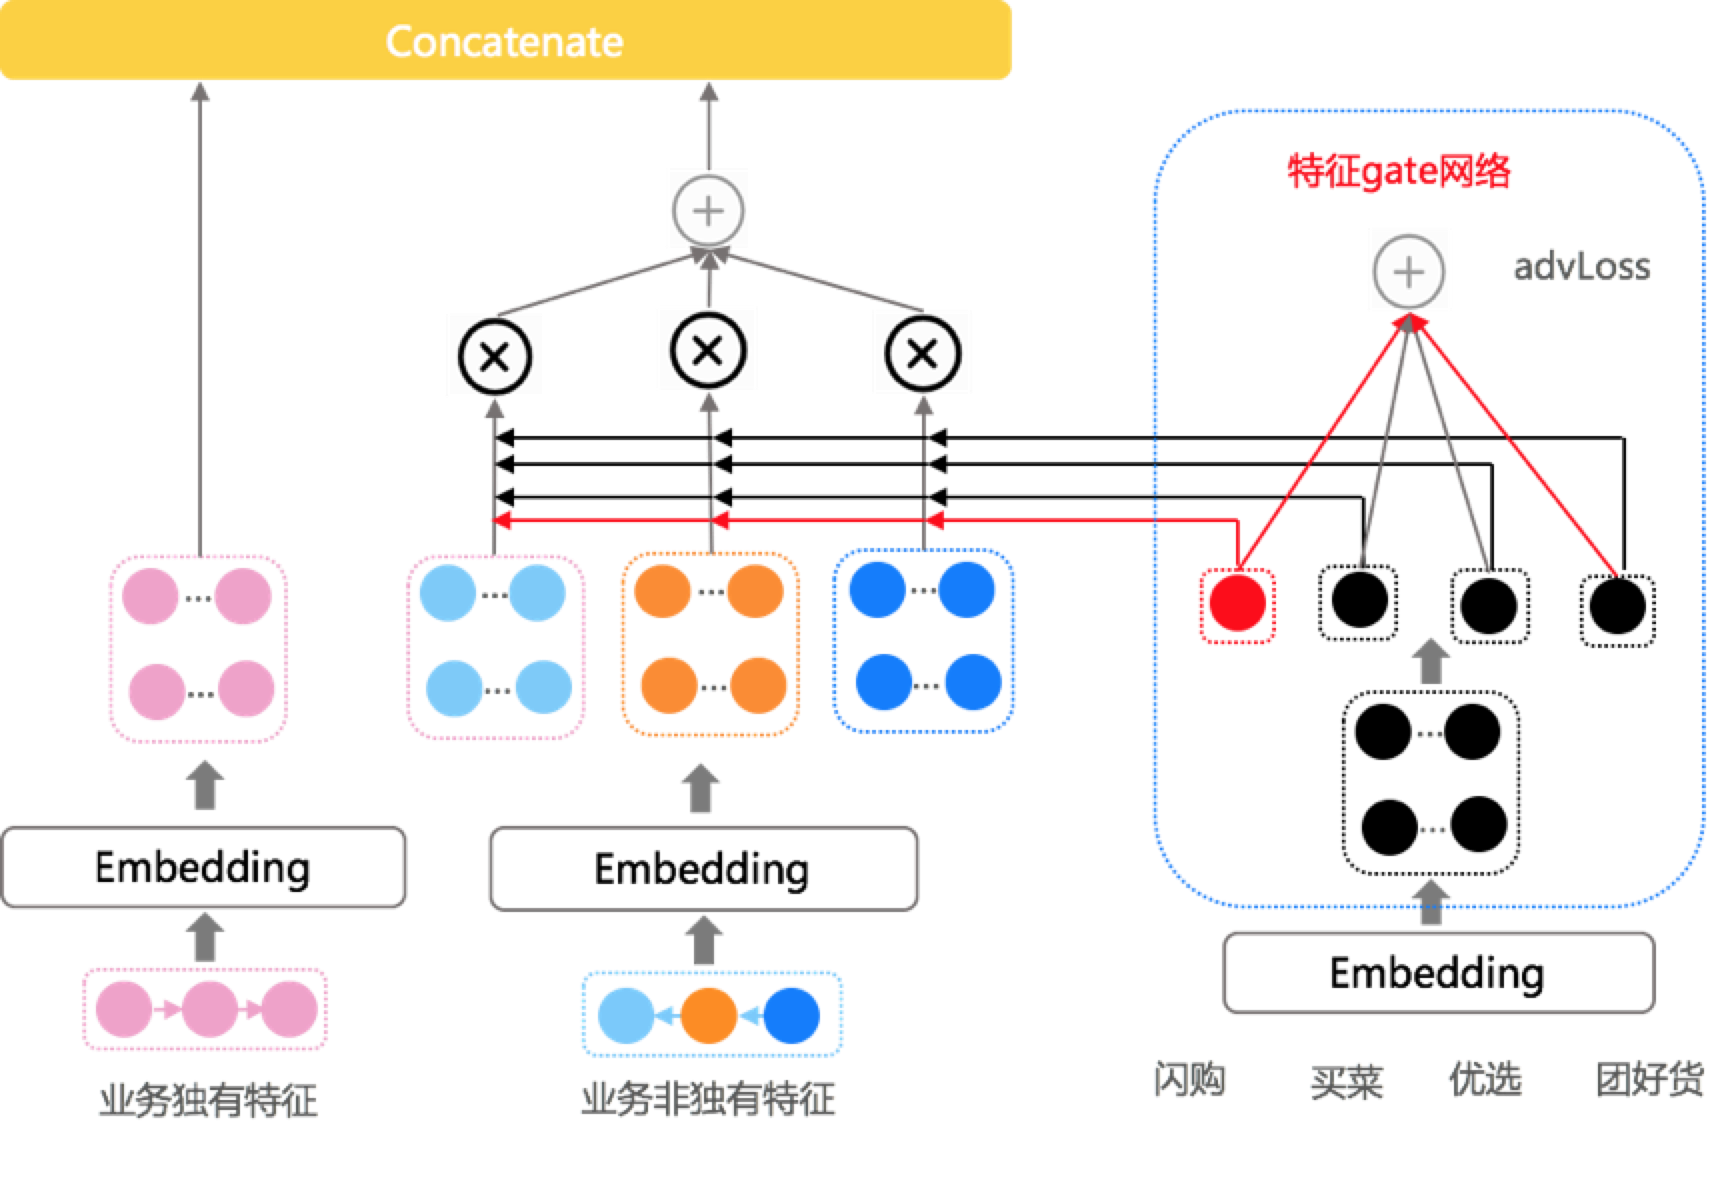 Concatenate
特征gate网络
advLoss
Embedding
Embedding
Embedding
业务独有特征
业务非独有特征
闪购
买菜
优选
团好货